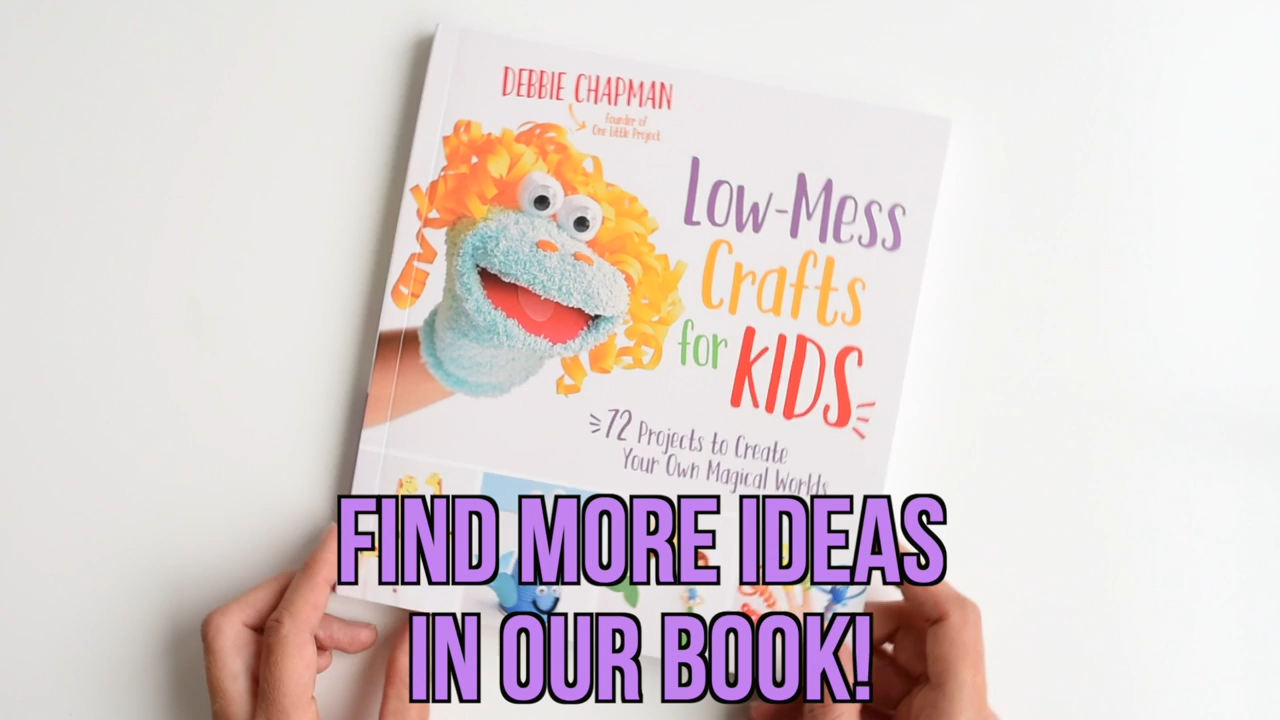 DEBBIE CHAPMAN
founder of
One Little Project
Low-Mess
Crafts
for KIDS
72 Projects to Create
Your Own Magical Worlds
FIND MORE IDEAS
IN OUR BOOK!